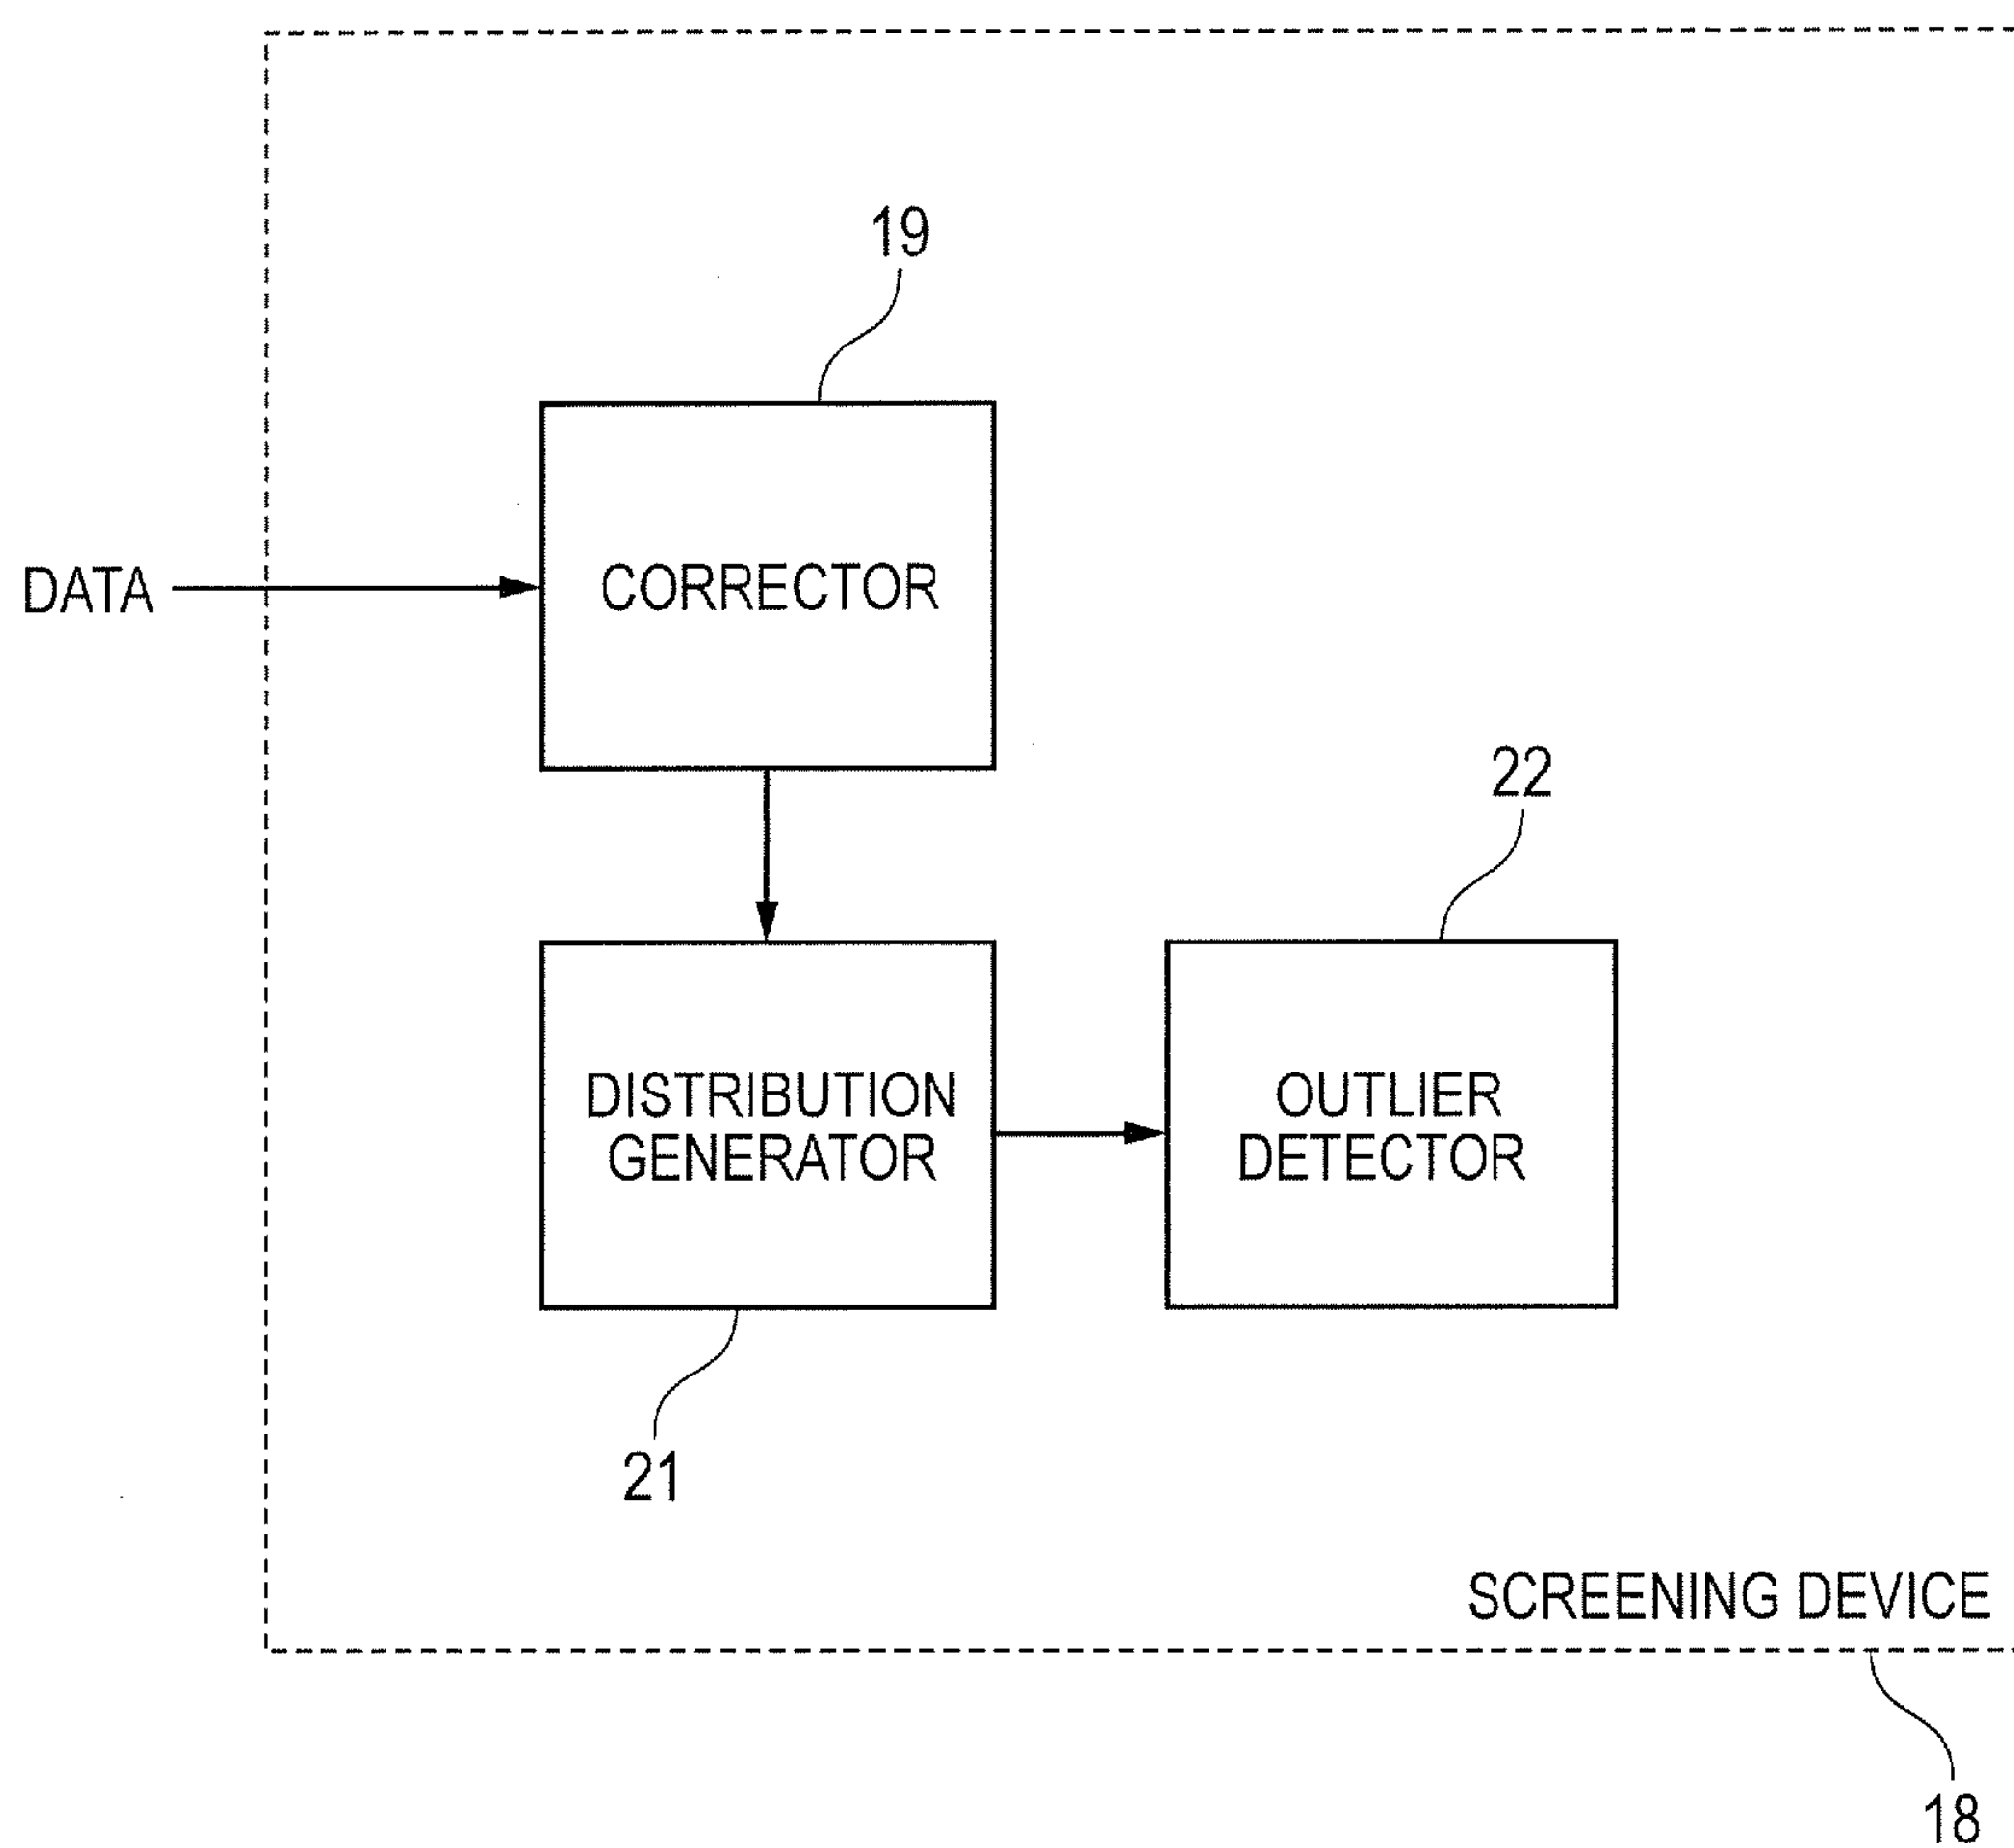 19
DATA
CORRECTOR
22
DISTRIBUTION
GENERATOR
OUTLIER
DETECTOR
21
SCREENING DEVICE
18